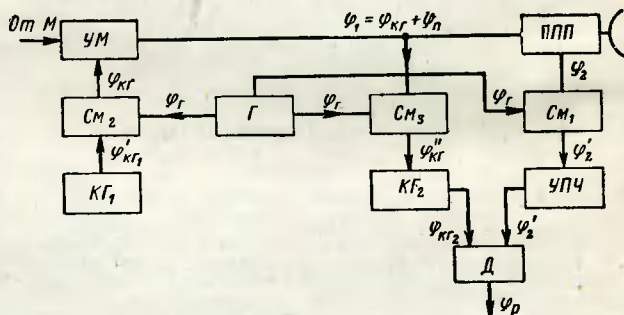 От М
УМ
φ₁ = φкг + φп
ППП
φкг
φ₂
См₂
φг
Г
φг
См₃
φг
См₁
φ'кг₁
φ''кг
φ'₂
КГ₁
КГ₂
УПЧ
φкг₂
φ'₂
Д
φр